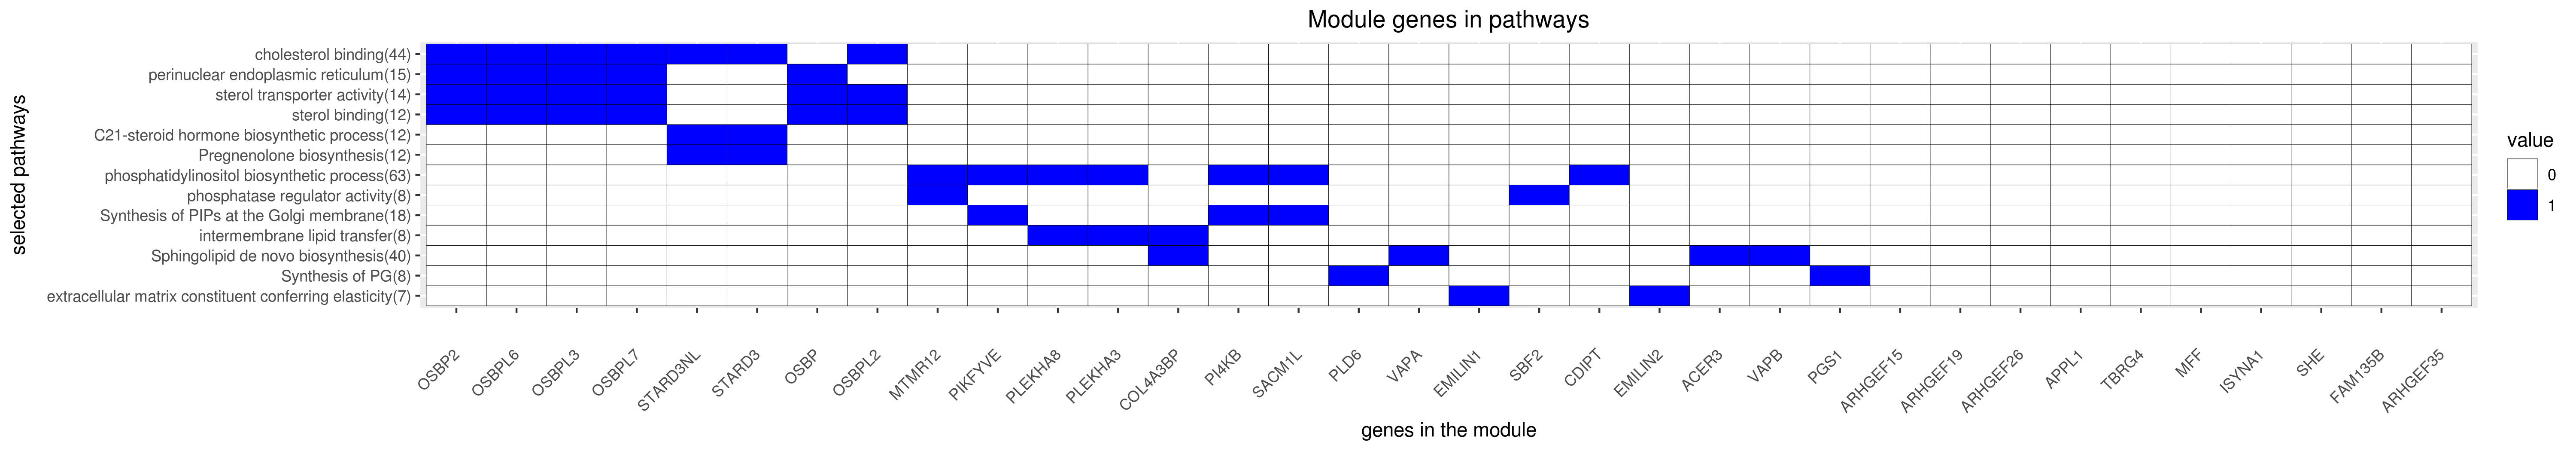 Module genes in pathways
selected pathways
cholesterol binding(44)
perinuclear endoplasmic reticulum(15)
sterol transporter activity(14)
sterol binding(12)
C21-steroid hormone biosynthetic process(12)
Pregnenolone biosynthesis(12)
phosphatidylinositol biosynthetic process(63)
phosphatase regulator activity(8)
Synthesis of PIPs at the Golgi membrane(18)
intermembrane lipid transfer(8)
Sphingolipid de novo biosynthesis(40)
Synthesis of PG(8)
extracellular matrix constituent conferring elasticity(7)
OSBP2
OSBPL6
OSBPL3
OSBPL7
STARD3NL
STARD3
OSBP
OSBPL2
MTMR12
PIKFYVE
PLEKHA8
PLEKHA3
COL4A3BP
PI4KB
SACM1L
PLD6
VAPA
EMILIN1
SBF2
CDIPT
EMILIN2
ACER3
VAPB
PGS1
ARHGEF15
ARHGEF19
ARHGEF26
APPL1
TBRG4
MFF
ISYNA1
SHE
FAM135B
ARHGEF35
genes in the module
value
0
1